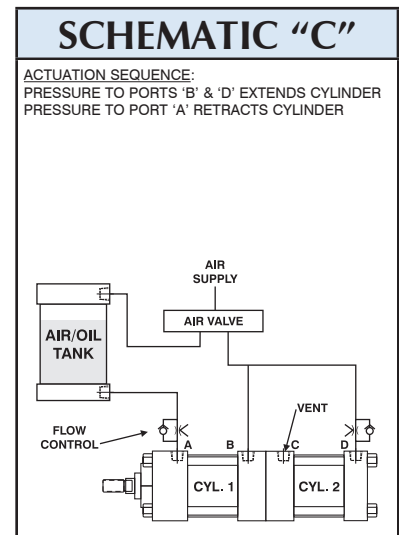 SCHEMATIC “C”
ACTUATION SEQUENCE:
PRESSURE TO PORTS ‘B’ & ‘D’ EXTENDS CYLINDER
PRESSURE TO PORT ‘A’ RETRACTS CYLINDER
AIR
SUPPLY
AIR VALVE
AIR/OIL
TANK
FLOW
CONTROL
VENT
A
B
C
D
CYL. 1
CYL. 2